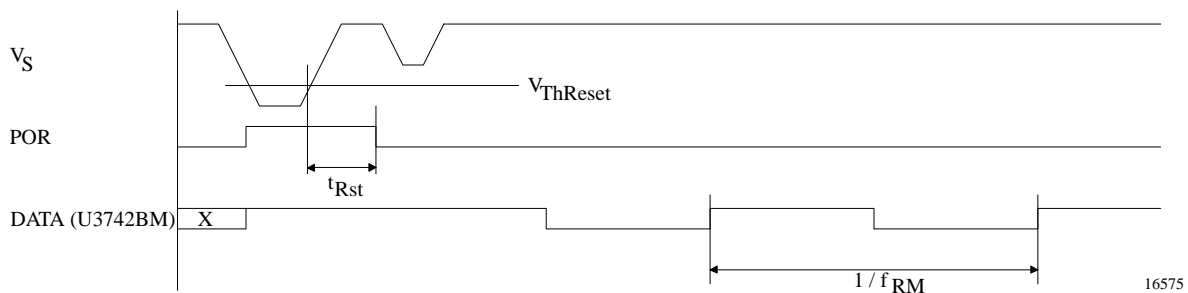 VS
VThReset
POR
tRst
DATA (U3742BM)
X
1 / fRM
16575